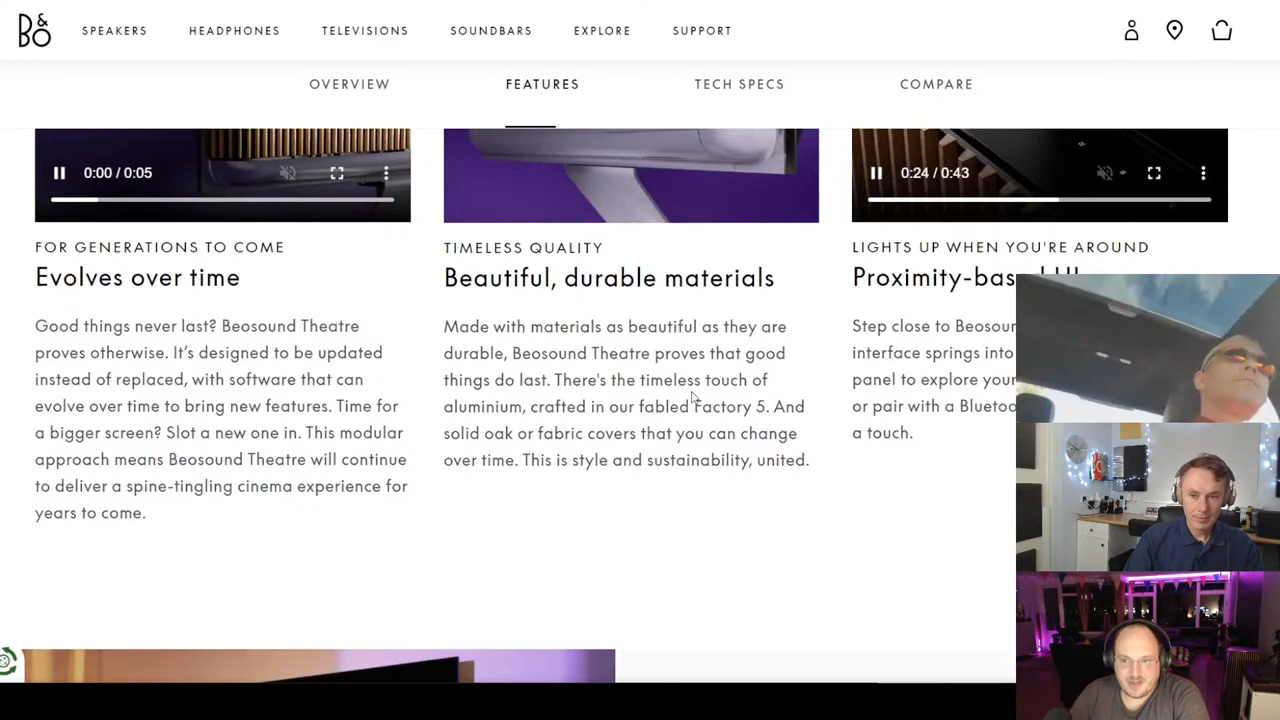 B&O
SPEAKERS
HEADPHONES
TELEVISIONS
SOUNDBARS
EXPLORE
SUPPORT
OVERVIEW
FEATURES
TECH SPECS
COMPARE
0:00 / 0:05
0:24 / 0:43
FOR GENERATIONS TO COME
Evolves over time
Good things never last? Beosound Theatre
proves otherwise. It’s designed to be updated
instead of replaced, with software that can
evolve over time to bring new features. Time for
a bigger screen? Slot a new one in. This modular
approach means Beosound Theatre will continue
to deliver a spine-tingling cinema experience for
years to come.
TIMELESS QUALITY
Beautiful, durable materials
Made with materials as beautiful as they are
durable, Beosound Theatre proves that good
things do last. There's the timeless touch of
aluminium, crafted in our fabled Factory 5. And
solid oak or fabric covers that you can change
over time. This is style and sustainability, united.
LIGHTS UP WHEN YOU'RE AROUND
Proximity-based UI
Step close to Beosou
interface springs into
panel to explore your
or pair with a Bluetoo
a touch.